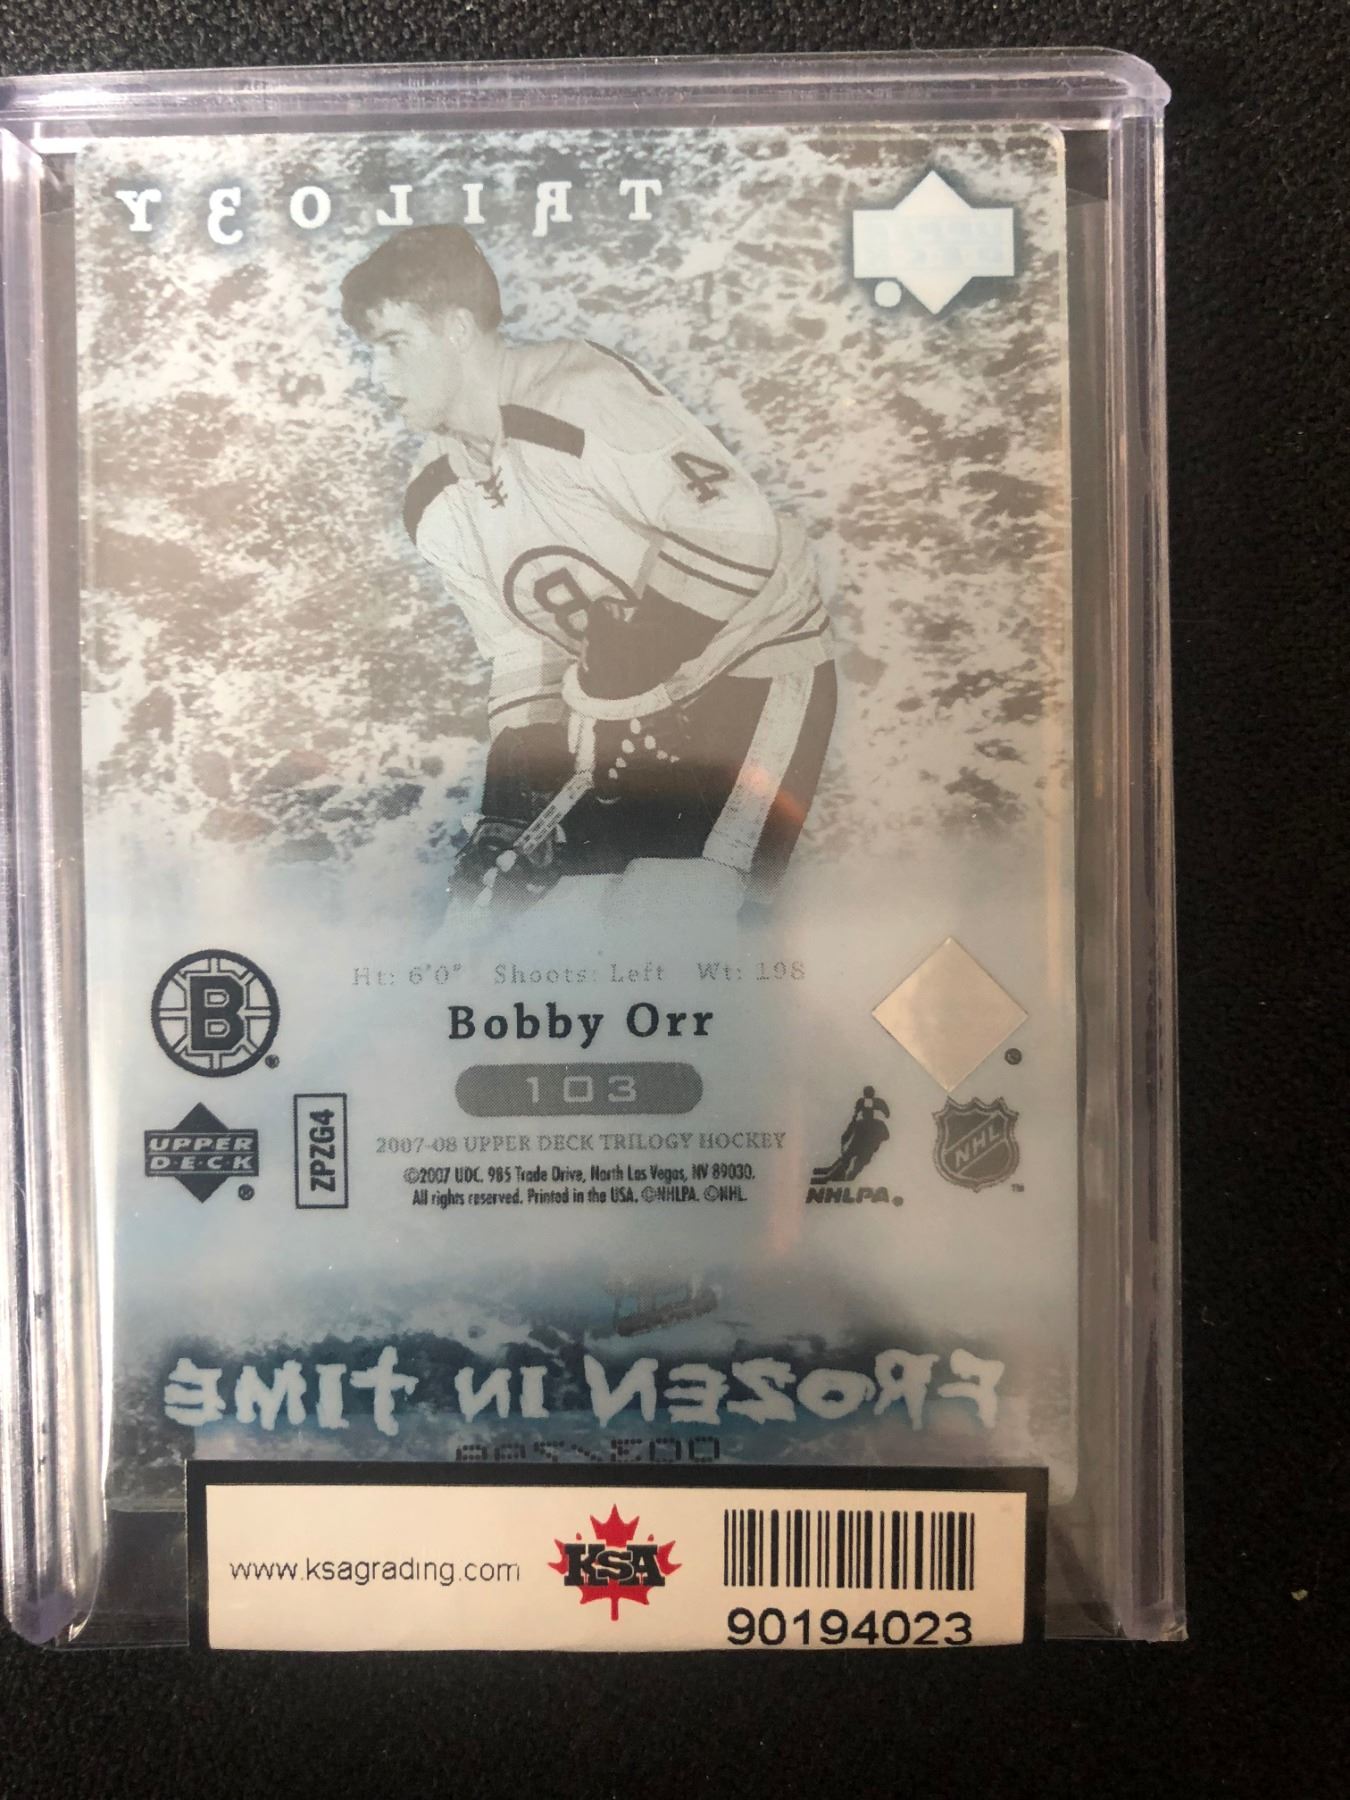 TRILO3Y
4
B
Ht: 6'0" Shoots: Left Wt: 198
Bobby Orr
B
103
UPPER
D·E·C·K
ZPZG4
2007-08 UPPER DECK TRILOGY HOCKEY
©2007 UDC. 985 Trade Drive, North Las Vegas, NV 89030.
All rights reserved. Printed in the USA. ©NHLPA. ©NHL.
NHLPA
NHL
FROZEN IN TIME
www.ksagrading.com
KSA
90194023